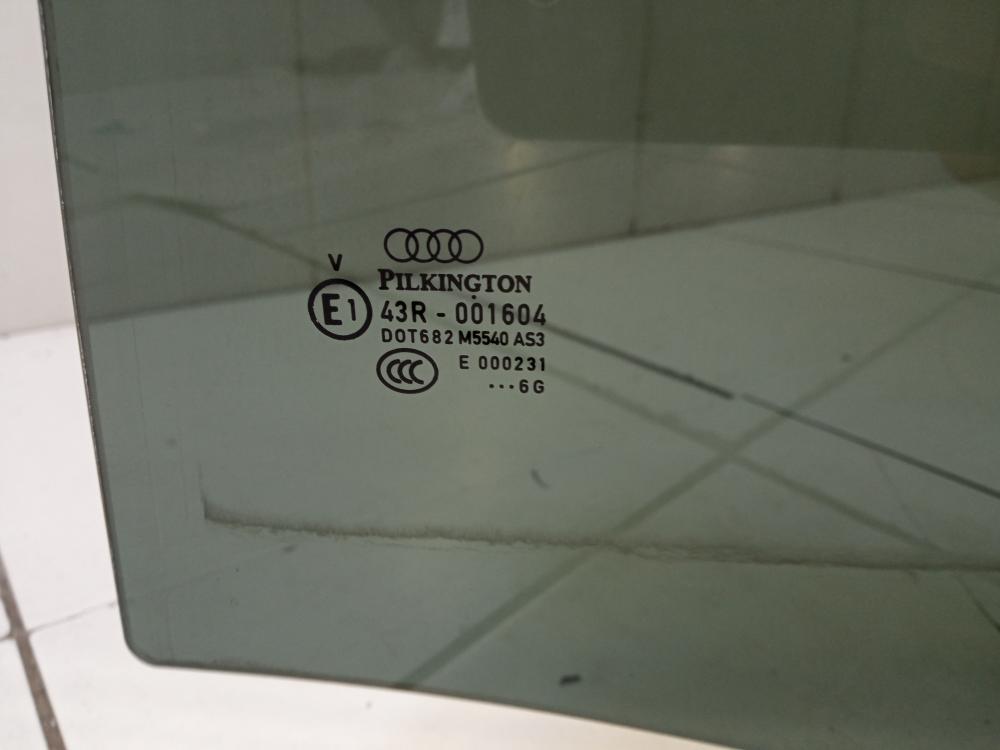 V
PILKINGTON
E1 43R - 001604
DOT682 M5540 AS3
CCC E 000231
...6G